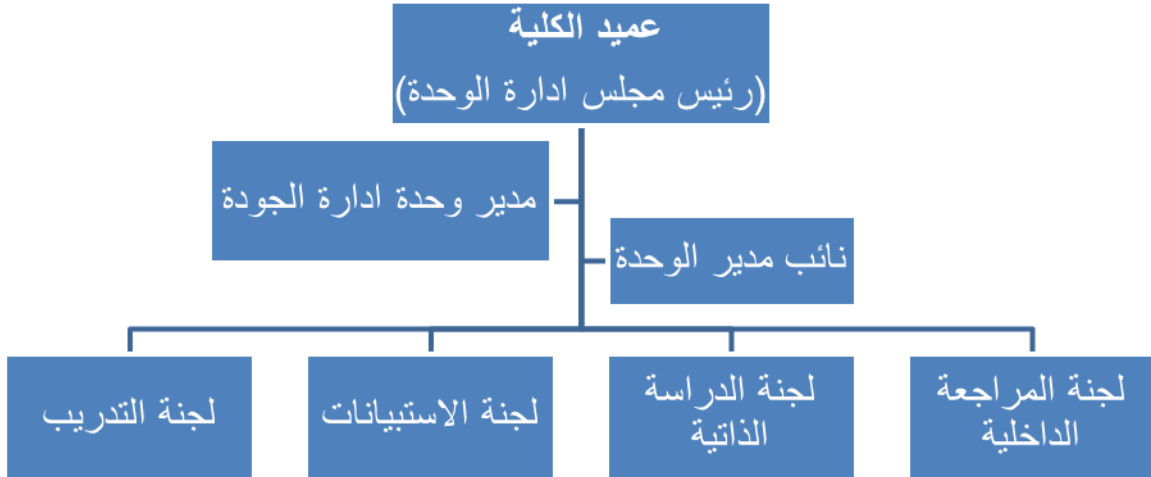 عميد الكلية
(رئيس مجلس ادارة الوحدة)
مدير وحدة ادارة الجودة
نائب مدير الوحدة
لجنة المراجعة
الداخلية
لجنة الدراسة
الذاتية
لجنة الاستبيانات
لجنة التدريب